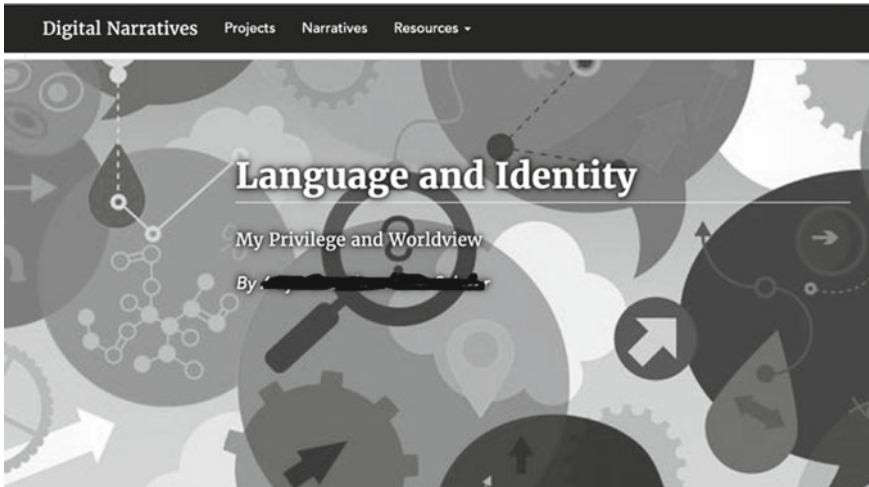 Digital Narratives Projects Narratives Resources
Language and Identity
My Privilege and Worldview
By